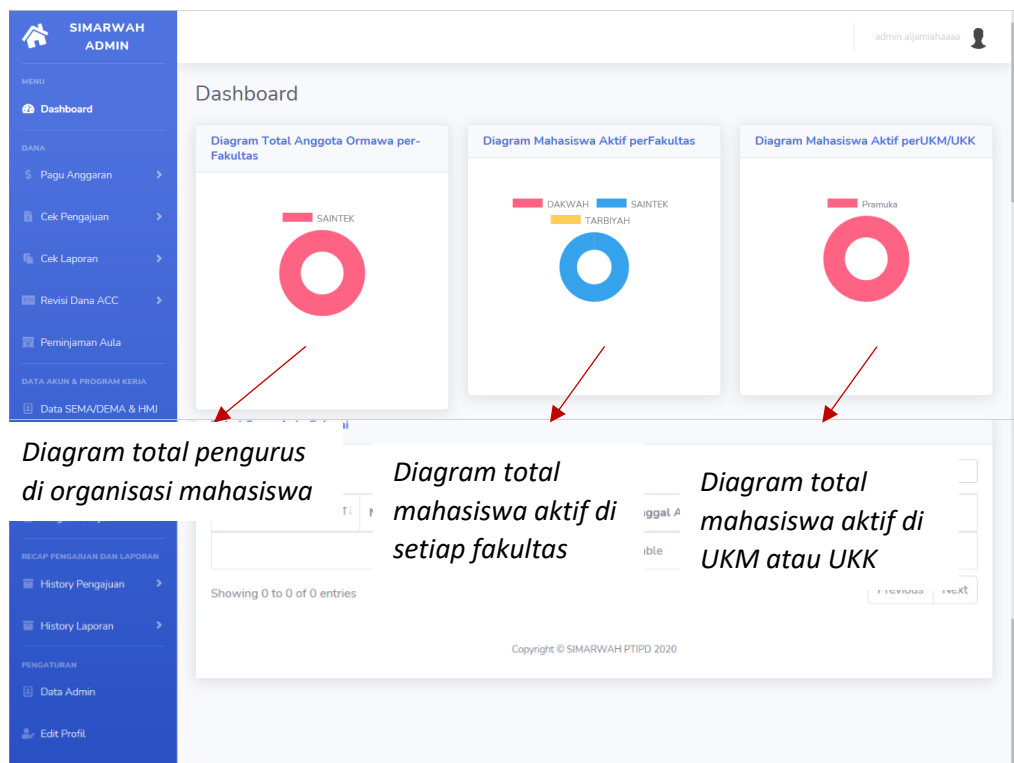 SIMARWAH
ADMIN
admin aljamiahaaaa
MENU
Dashboard
Dashboard
Diagram Total Anggota Ormawa per-
Fakultas
Diagram Mahasiswa Aktif perFakultas
Diagram Mahasiswa Aktif perUKM/UKK
DANA
$ Pagu Anggaran
Cek Pengajuan
Cek Laporan
Revisi Dana ACC
Peminjaman Aula
SAINTEK
DAKWAH SAINTEK
TARBIYAH
Pramuka
DATA AKUN & PROGRAM KERJA
Data SEMA/DEMA & HMJ
Diagram total pengurus
di organisasi mahasiswa
Diagram total
mahasiswa aktif di
setiap fakultas
Diagram total
mahasiswa aktif di
UKM atau UKK
RECAP PENGAJUAN DAN LAPORAN
History Pengajuan
History Laporan
Showing 0 to 0 of 0 entries
Previous Next
Copyright © SIMARWAH PTIPD 2020
PENGATURAN
Data Admin
Edit Profil